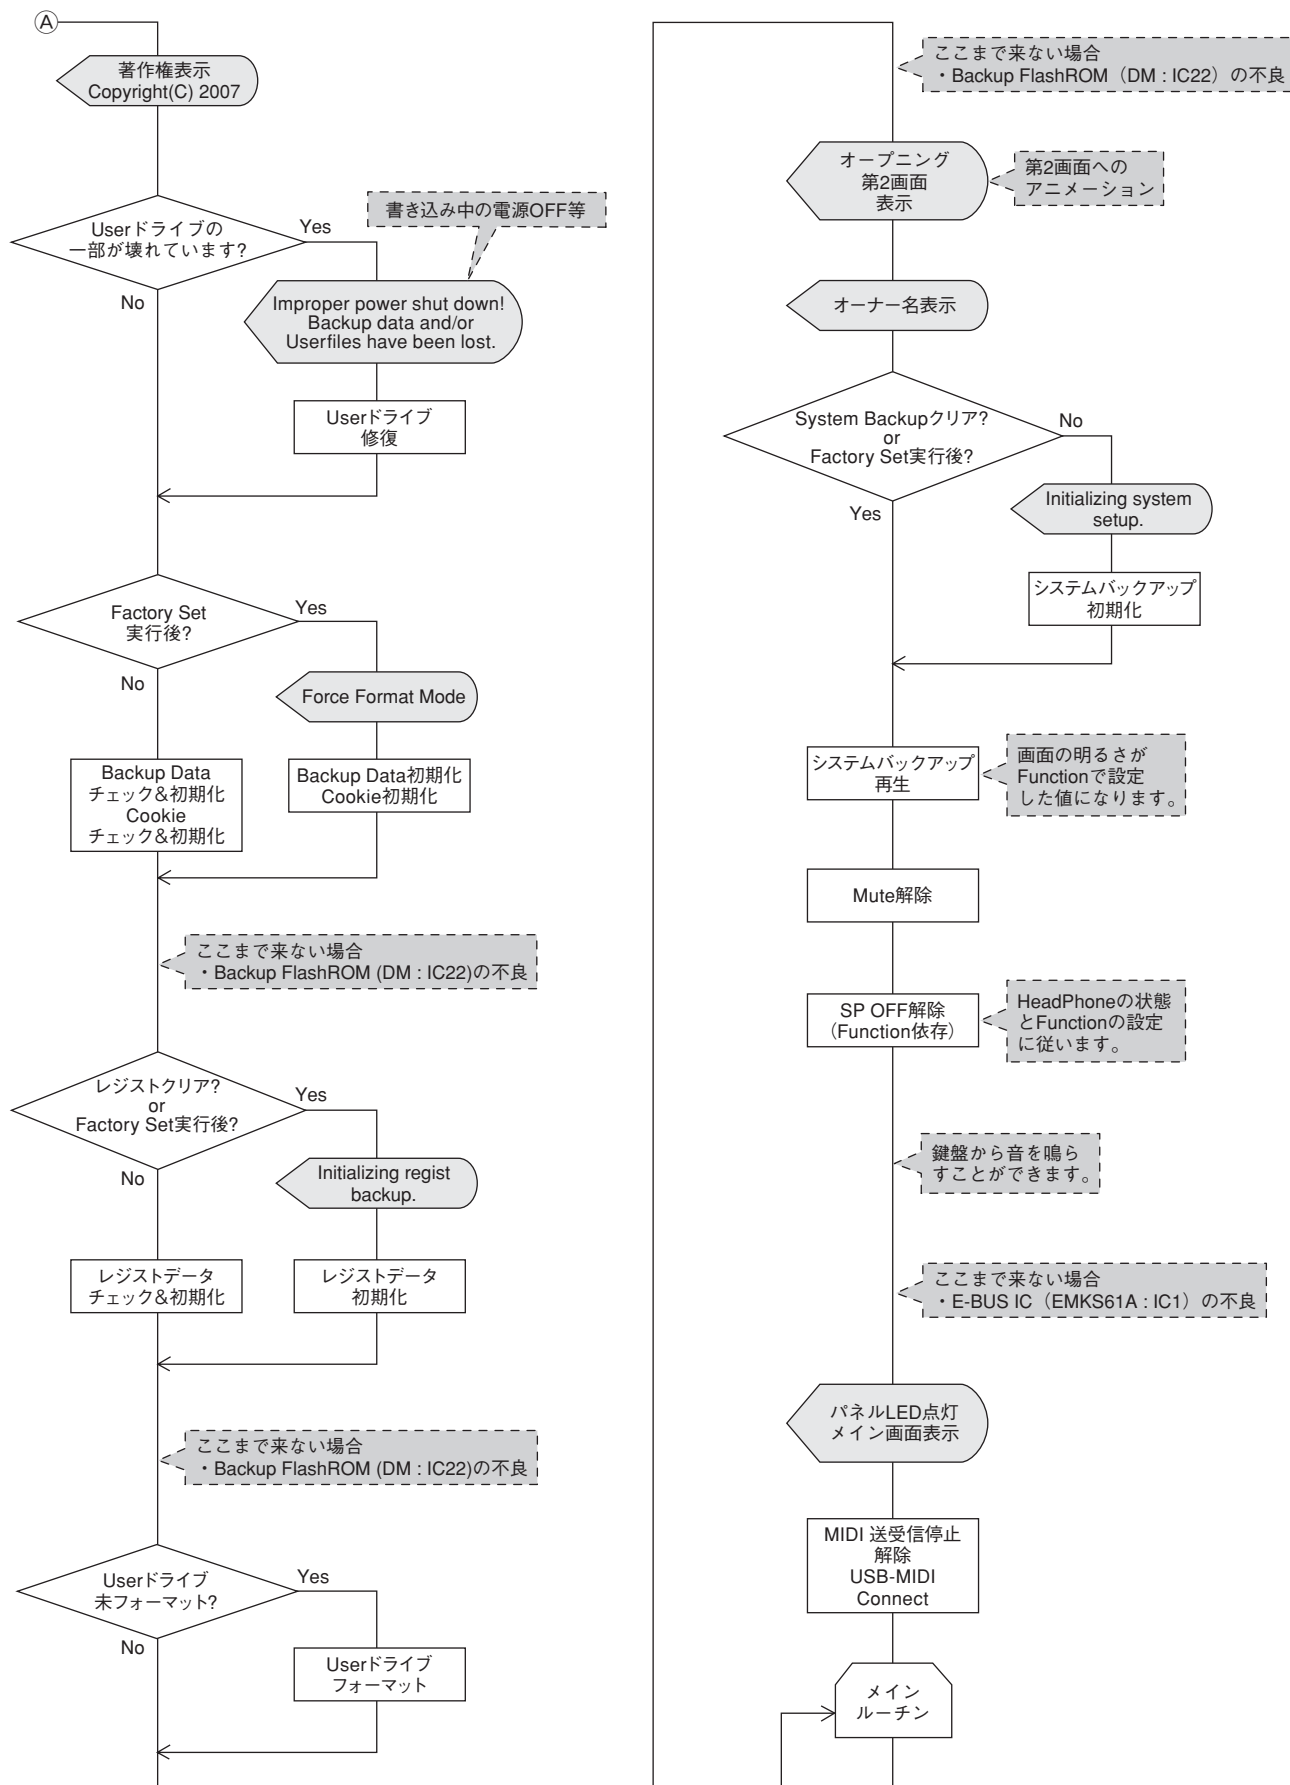 A
著作権表示
Copyright(C) 2007
Userドライブの
一部が壊れています?
Yes
No
書き込み中の電源OFF等
Improper power shut down!
Backup data and/or
Userfiles have been lost.
Userドライブ
修復
Factory Set
実行後?
Yes
No
Force Format Mode
Backup Data
チェック&初期化
Cookie
チェック&初期化
Backup Data初期化
Cookie初期化
ここまで来ない場合
・Backup FlashROM (DM : IC22)の不良
レジストクリア?
or
Factory Set実行後?
Yes
No
Initializing regist
backup.
レジストデータ
チェック&初期化
レジストデータ
初期化
ここまで来ない場合
・Backup FlashROM (DM : IC22)の不良
Userドライブ
未フォーマット?
Yes
No
Userドライブ
フォーマット
ここまで来ない場合
・Backup FlashROM（DM : IC22）の不良
オープニング
第2画面
表示
第2画面への
アニメーション
オーナー名表示
System Backupクリア?
or
Factory Set実行後?
No
Yes
Initializing system
setup.
システムバックアップ
初期化
システムバックアップ
再生
画面の明るさが
Functionで設定
した値になります。
Mute解除
SP OFF解除
（Function依存）
HeadPhoneの状態
とFunctionの設定
に従います。
鍵盤から音を鳴ら
すことができます。
ここまで来ない場合
・E-BUS IC（EMKS61A : IC1）の不良
パネルLED点灯
メイン画面表示
MIDI 送受信停止
解除
USB-MIDI
Connect
メイン
ルーチン